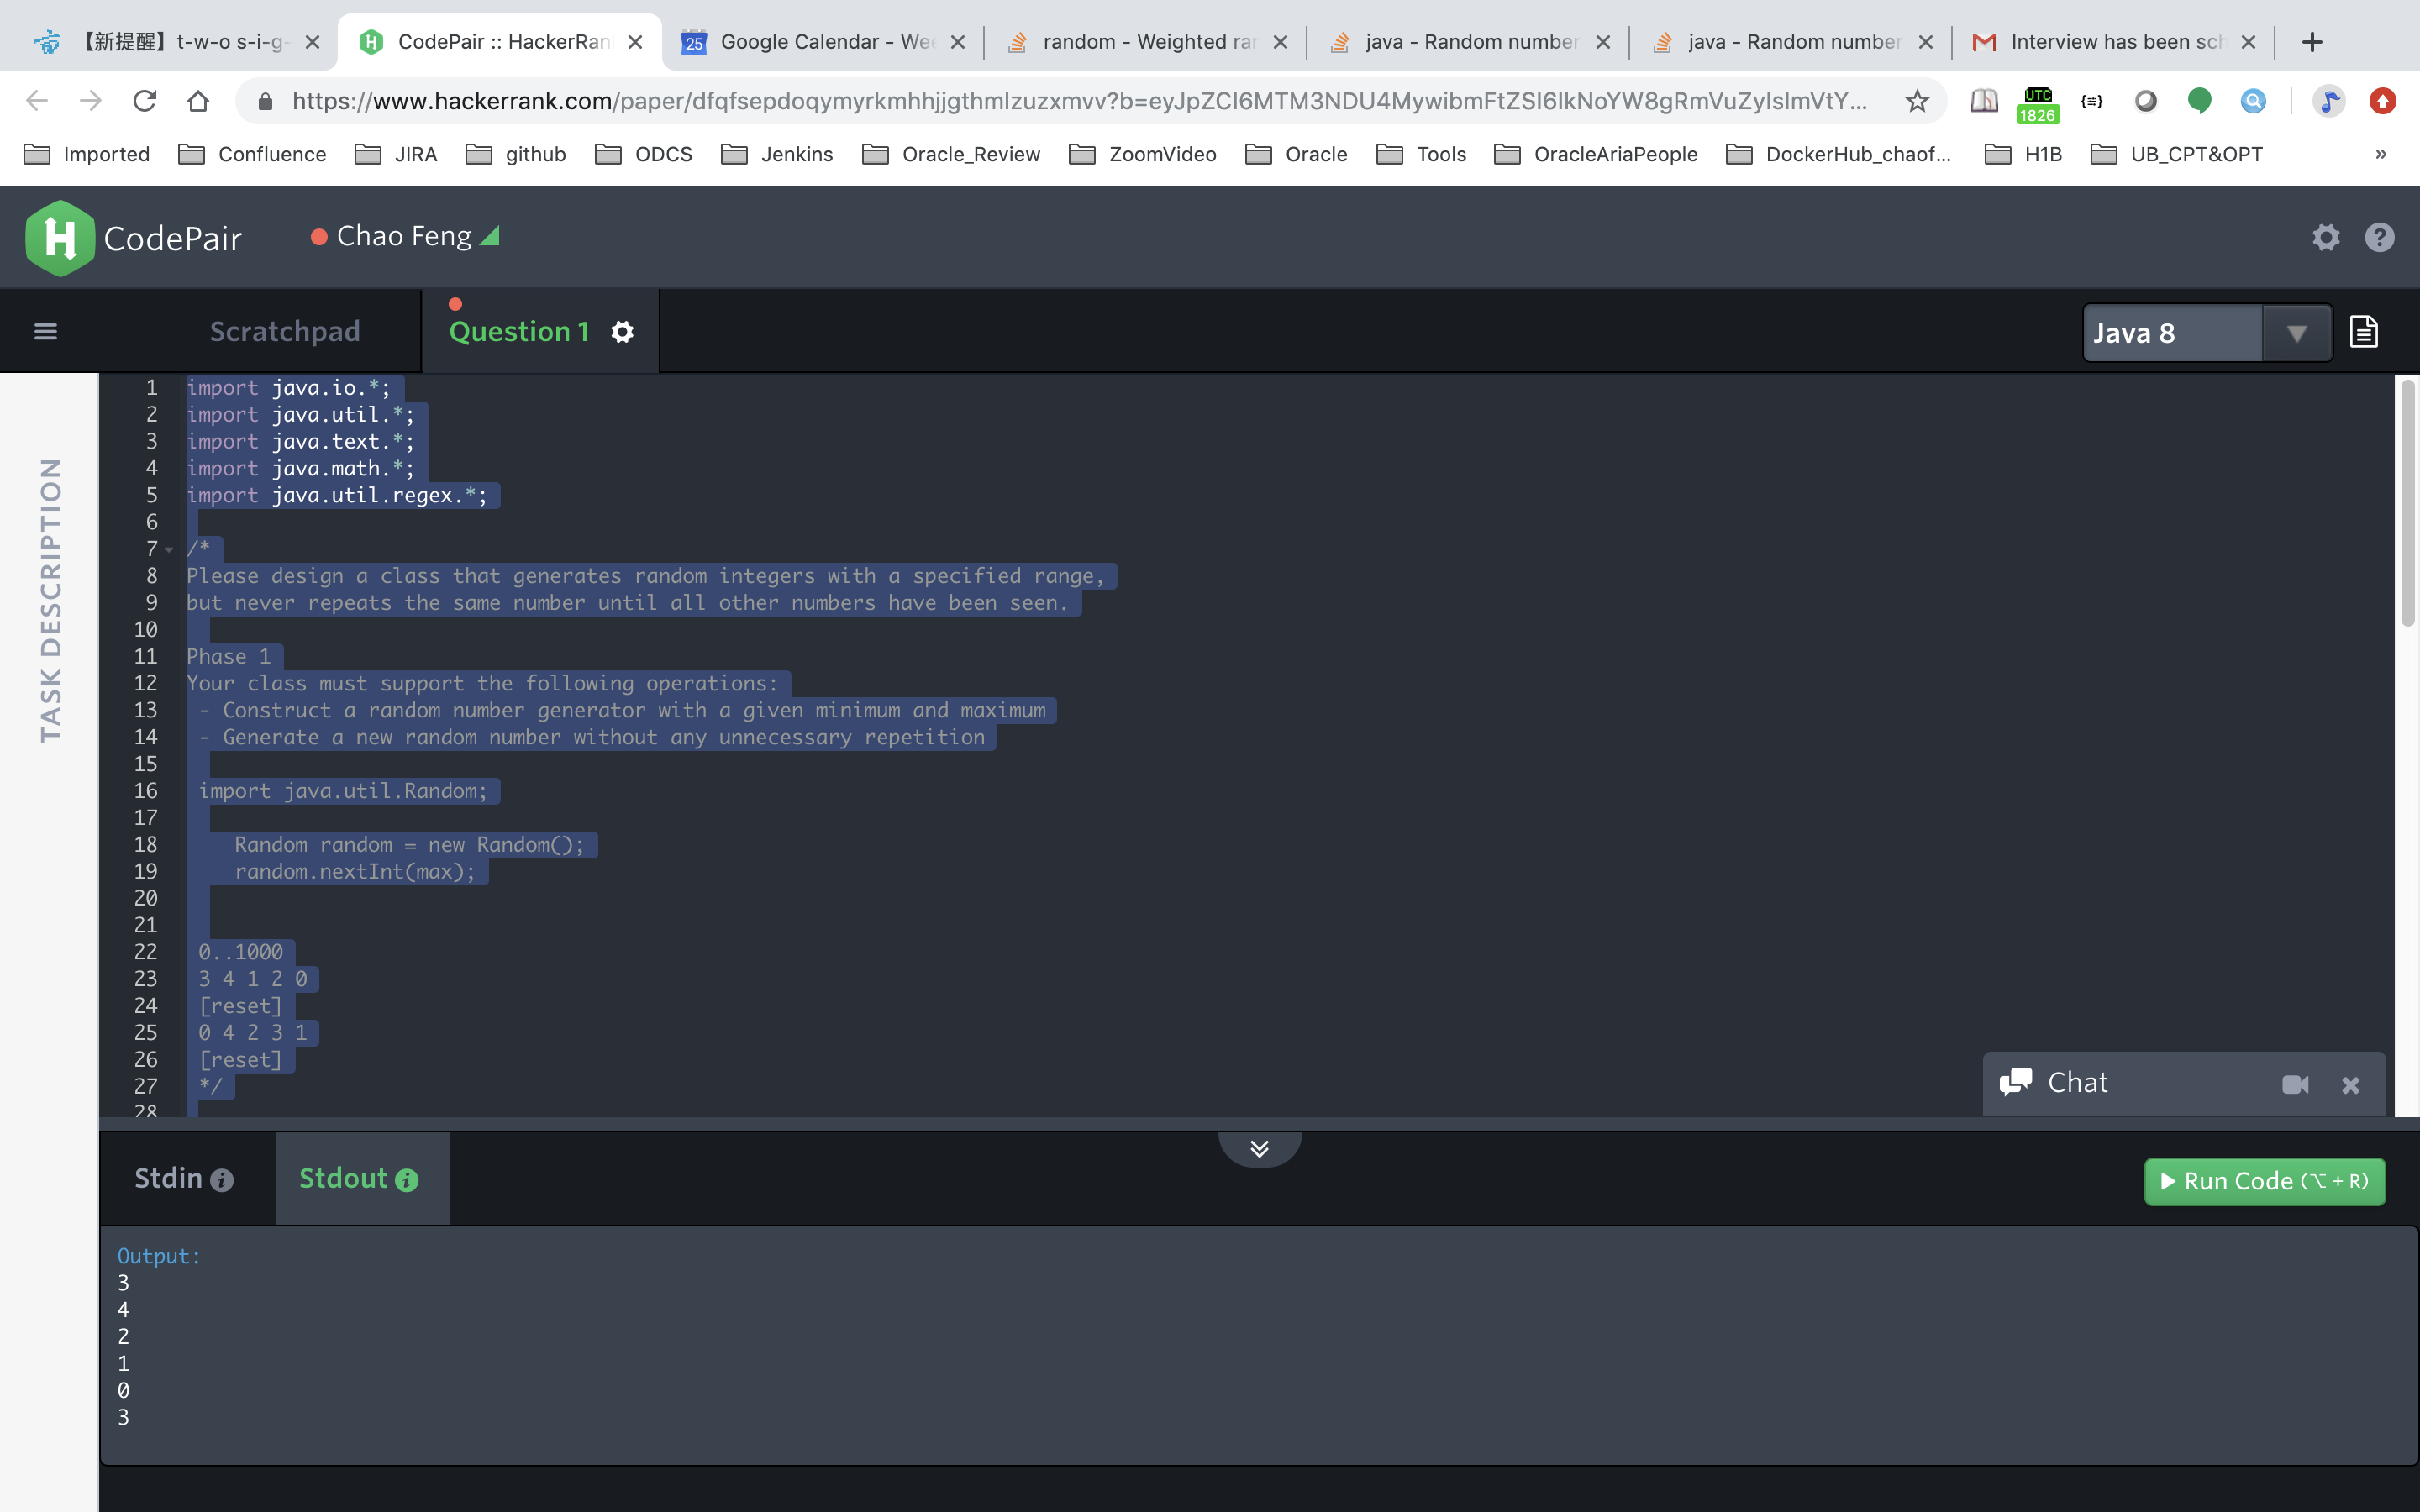 【新提醒】t-w-o s-i-g-
CodePair :: HackerRan
25
Google Calendar - Wee
random - Weighted ran
java - Random number
java - Random number
Interview has been sch
https://www.hackerrank.com/paper/dfqfsepdoqymyrkmhhjjgthmlzuzxmvv?b=eyJpZCI6MTM3NDU4MywibmFtZSI6IkNoYW8gRmVuZyIsImVtY...
UTC
1826
Imported
Confluence
JIRA
github
ODCS
Jenkins
Oracle_Review
ZoomVideo
Oracle
Tools
OracleAriaPeople
DockerHub_chaof...
H1B
UB_CPT&OPT
»
H
CodePair
Chao Feng
Scratchpad
Question 1
Java 8
TASK DESCRIPTION
1 import java.io.*;
2 import java.util.*;
3 import java.text.*;
4 import java.math.*;
5 import java.util.regex.*;
6
7 /*
8 Please design a class that generates random integers with a specified range,
9 but never repeats the same number until all other numbers have been seen.
10
11 Phase 1
12 Your class must support the following operations:
13 - Construct a random number generator with a given minimum and maximum
14 - Generate a new random number without any unnecessary repetition
15
16 import java.util.Random;
17
18 Random random = new Random();
19 random.nextInt(max);
20
21
22 0..1000
23 3 4 1 2 0
24 [reset]
25 0 4 2 3 1
26 [reset]
27 */
28
Chat
Stdin
Stdout
Run Code (⌥ + R)
Output:
3
4
2
1
0
3